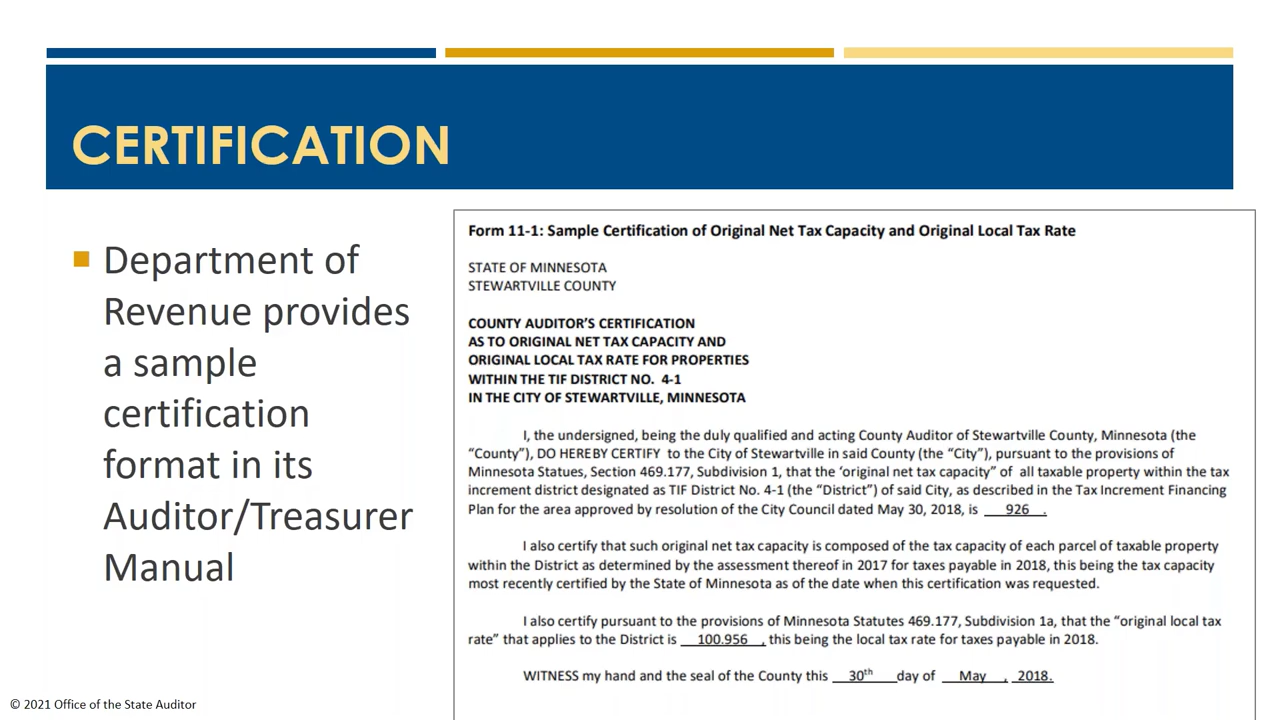 CERTIFICATION
Department of
Revenue provides
a sample
certification
format in its
Auditor/Treasurer
Manual
Form 11-1: Sample Certification of Original Net Tax Capacity and Original Local Tax Rate
STATE OF MINNESOTA
STEWARTVILLE COUNTY
COUNTY AUDITOR’S CERTIFICATION
AS TO ORIGINAL NET TAX CAPACITY AND
ORIGINAL LOCAL TAX RATE FOR PROPERTIES
WITHIN THE TIF DISTRICT NO. 4-1
IN THE CITY OF STEWARTVILLE, MINNESOTA
I, the undersigned, being the duly qualified and acting County Auditor of Stewartville County, Minnesota (the
“County”), DO HEREBY CERTIFY to the City of Stewartville in said County (the “City”), pursuant to the provisions of
Minnesota Statues, Section 469.177, Subdivision 1, that the ‘original net tax capacity” of all taxable property within the tax
increment district designated as TIF District No. 4-1 (the “District”) of said City, as described in the Tax Increment Financing
Plan for the area approved by resolution of the City Council dated May 30, 2018, is 926 .
I also certify that such original net tax capacity is composed of the tax capacity of each parcel of taxable property
within the District as determined by the assessment thereof in 2017 for taxes payable in 2018, this being the tax capacity
most recently certified by the State of Minnesota as of the date when this certification was requested.
I also certify pursuant to the provisions of Minnesota Statutes 469.177, Subdivision 1a, that the “original local tax
rate” that applies to the District is 100.956 , this being the local tax rate for taxes payable in 2018.
WITNESS my hand and the seal of the County this 30th day of May , 2018.
© 2021 Office of the State Auditor